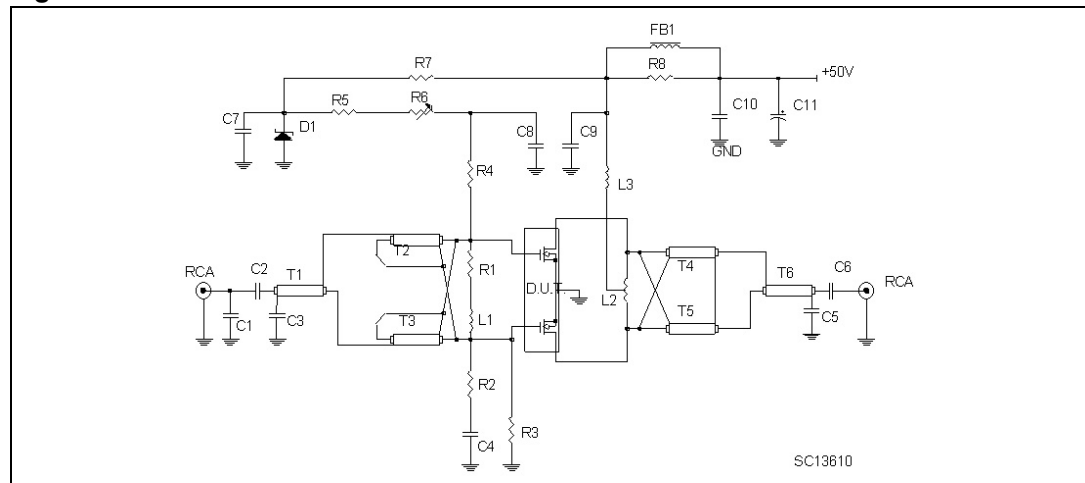 FB1
R7
R8
+50V
R5
R6
C7
D1
C8
C9
C10
C11
GND
R4
L3
T2
RCA
C2
T1
R1
D.U.T.
L2
T4
T6
C6
RCA
C1
C3
T3
L1
T5
C5
R2
C4
R3
SC13610